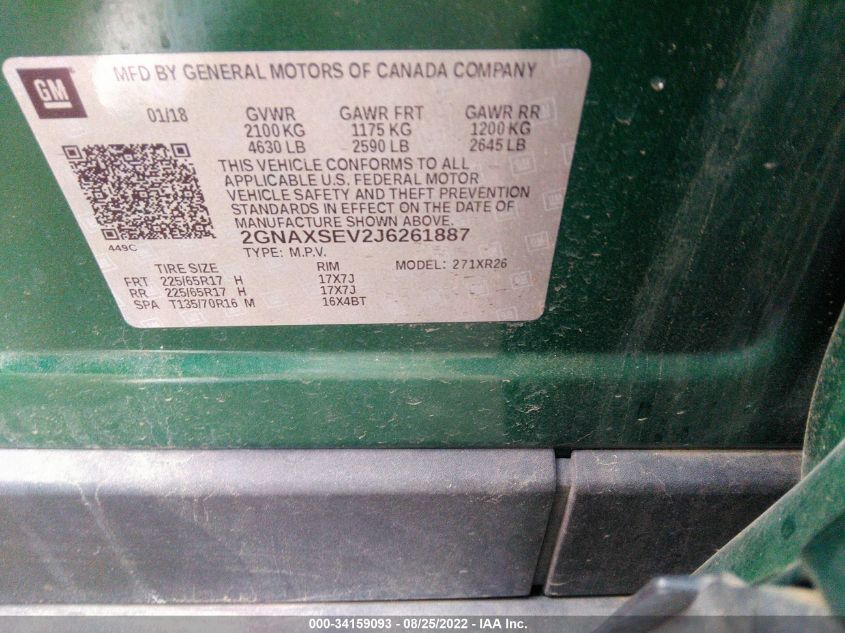 GM
MFD BY GENERAL MOTORS OF CANADA COMPANY
01/18 GVWR GAWR FRT GAWR RR
2100 KG 1175 KG 1200 KG
4630 LB 2590 LB 2645 LB
THIS VEHICLE CONFORMS TO ALL
APPLICABLE U.S. FEDERAL MOTOR
VEHICLE SAFETY AND THEFT PREVENTION
STANDARDS IN EFFECT ON THE DATE OF
MANUFACTURE SHOWN ABOVE.
449C
2GNAXSEV2J6261887
TYPE: M.P.V. MODEL: 271XR26
TIRE SIZE RIM
FRT 225/65R17 H 17X7J
RR 225/65R17 H 17X7J
SPA T135/70R16 M 16X4BT
000-34159093 - 08/25/2022 - IAA Inc.